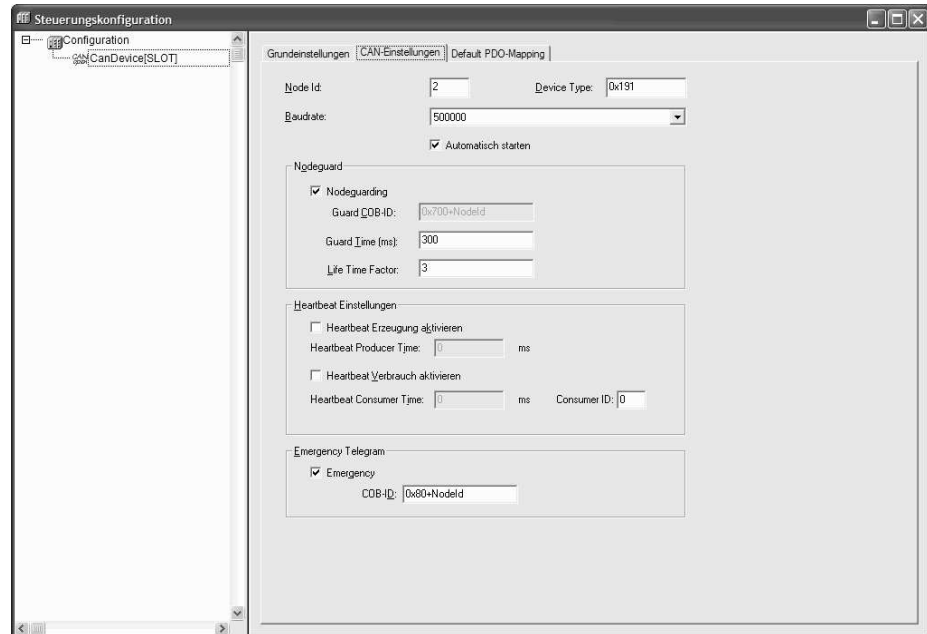 Steuerungskonfiguration
Configuration
CanDevice[SLOT]
Grundeinstellungen CAN-Einstellungen Default PDO-Mapping
Node Id: 2 Device Type: 0x191
Baudrate: 500000
Automatisch starten
Nodeguard
Nodeguarding
Guard COB-ID: 0x700+NodeId
Guard Time (ms): 300
Life Time Factor: 3
Heartbeat Einstellungen
Heartbeat Erzeugung aktivieren
Heartbeat Producer Time: 0 ms
Heartbeat Verbrauch aktivieren
Heartbeat Consumer Time: 0 ms Consumer ID: 0
Emergency Telegram
Emergency
COB-ID: 0x80+NodeId